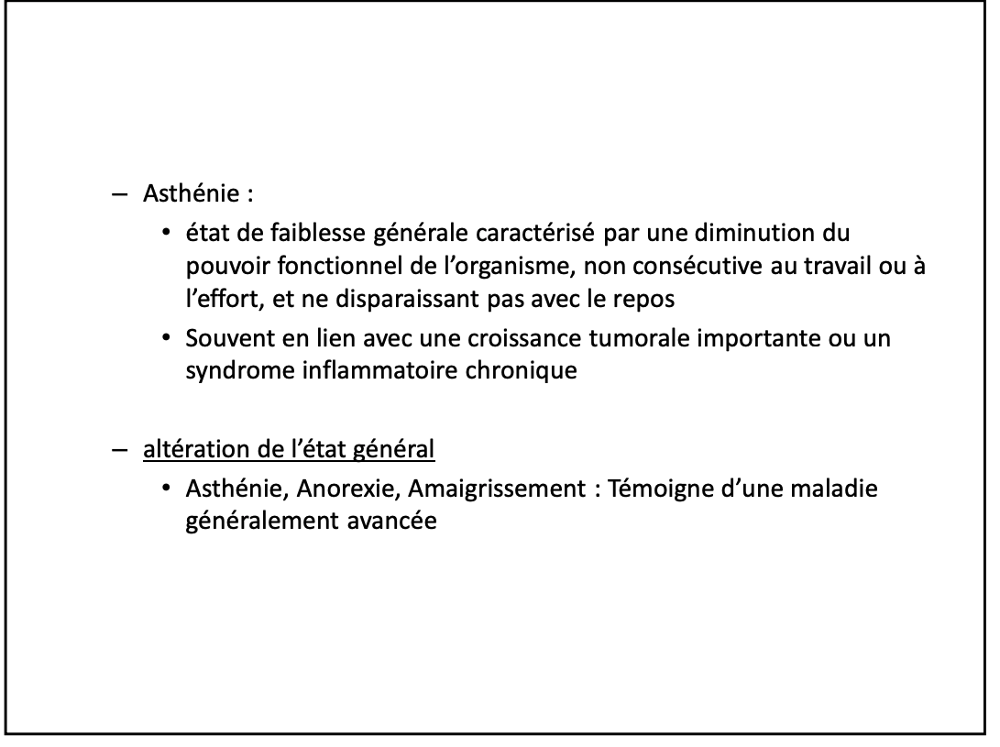 – Asthénie :
• état de faiblesse générale caractérisé par une diminution du
pouvoir fonctionnel de l’organisme, non consécutive au travail ou à
l’effort, et ne disparaissant pas avec le repos
• Souvent en lien avec une croissance tumorale importante ou un
syndrome inflammatoire chronique
– altération de l’état général
• Asthénie, Anorexie, Amaigrissement : Témoigne d’une maladie
généralement avancée